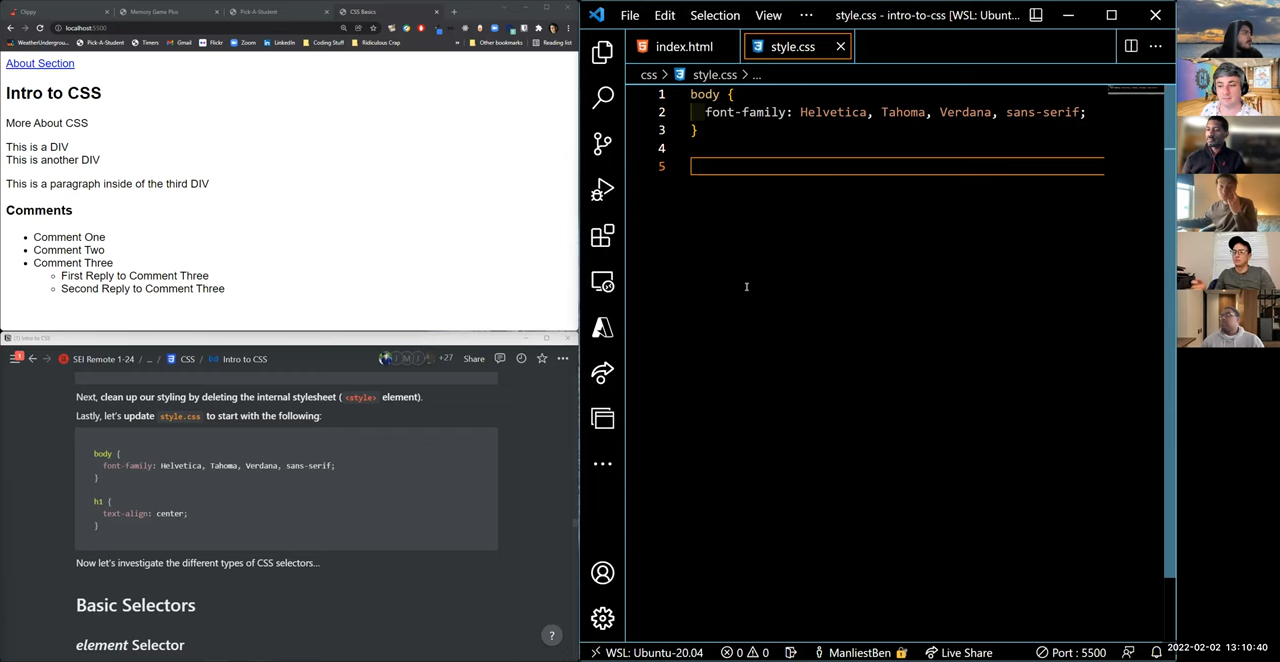 Clippy
Memory Game Plus
Pick-A-Student
CSS Basics
localhost:5500
WeatherUnderground...
Pick-A-Student
Timers
Gmail
Flickr
Zoom
LinkedIn
Coding Stuff
Ridiculous Crap
Other bookmarks
Reading list
About Section
Intro to CSS
More About CSS
This is a DIV
This is another DIV
This is a paragraph inside of the third DIV
Comments
Comment One
Comment Two
Comment Three
First Reply to Comment Three
Second Reply to Comment Three
(1) Intro to CSS
SEI Remote 1-24 / ... / CSS / Intro to CSS
+27 Share
Next, clean up our styling by deleting the internal stylesheet ( <style> element).
Lastly, let's update style.css to start with the following:
body {
font-family: Helvetica, Tahoma, Verdana, sans-serif;
}
h1 {
text-align: center;
}
Now let's investigate the different types of CSS selectors...
Basic Selectors
element Selector
?
File Edit Selection View ... style.css - intro-to-css [WSL: Ubunt...
index.html
style.css
css > style.css > ...
1 body {
2 font-family: Helvetica, Tahoma, Verdana, sans-serif;
3 }
4
5
WSL: Ubuntu-20.04 0 0 ManliestBen Live Share Port : 5500
2022-02-02 13:10:40